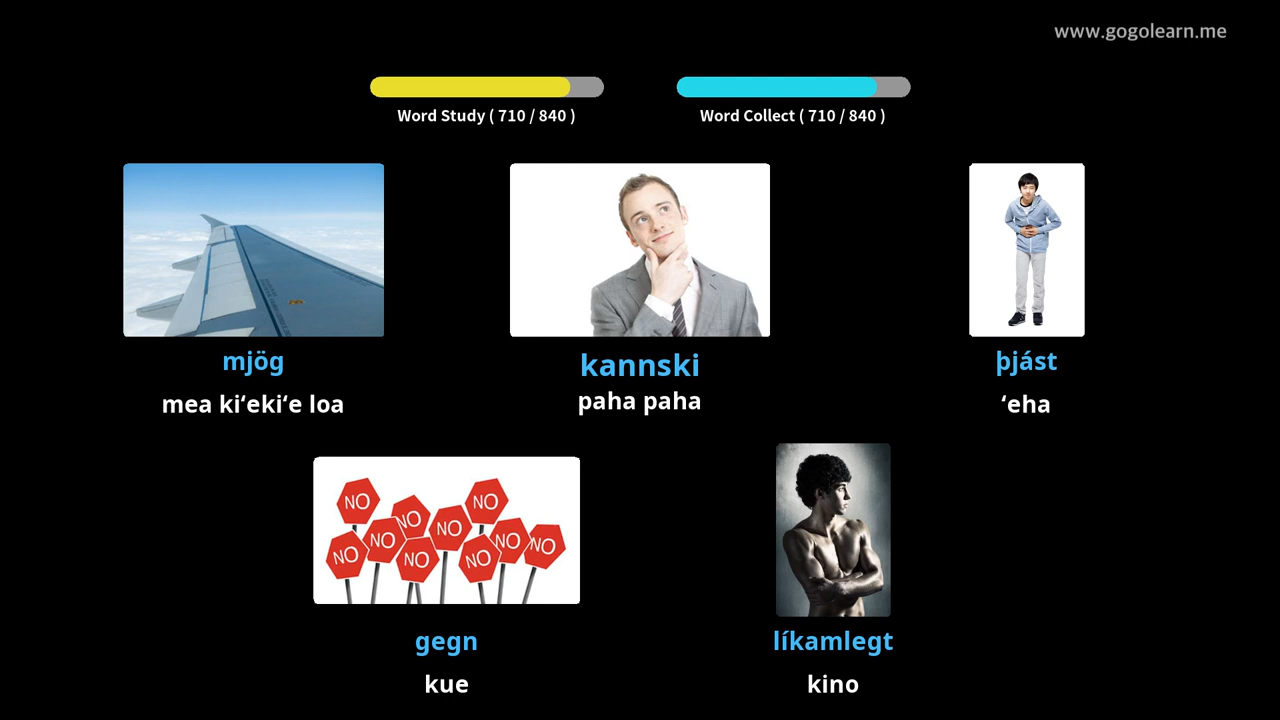 www.gogolearn.me
Word Study ( 710 / 840 )
Word Collect ( 710 / 840 )
mjög
mea kiʻekiʻe loa
kannski
paha paha
þjást
ʻeha
NO
NO
NO
NO
NO
NO
NO
NO
NO
NO
gegn
kue
líkamlegt
kino